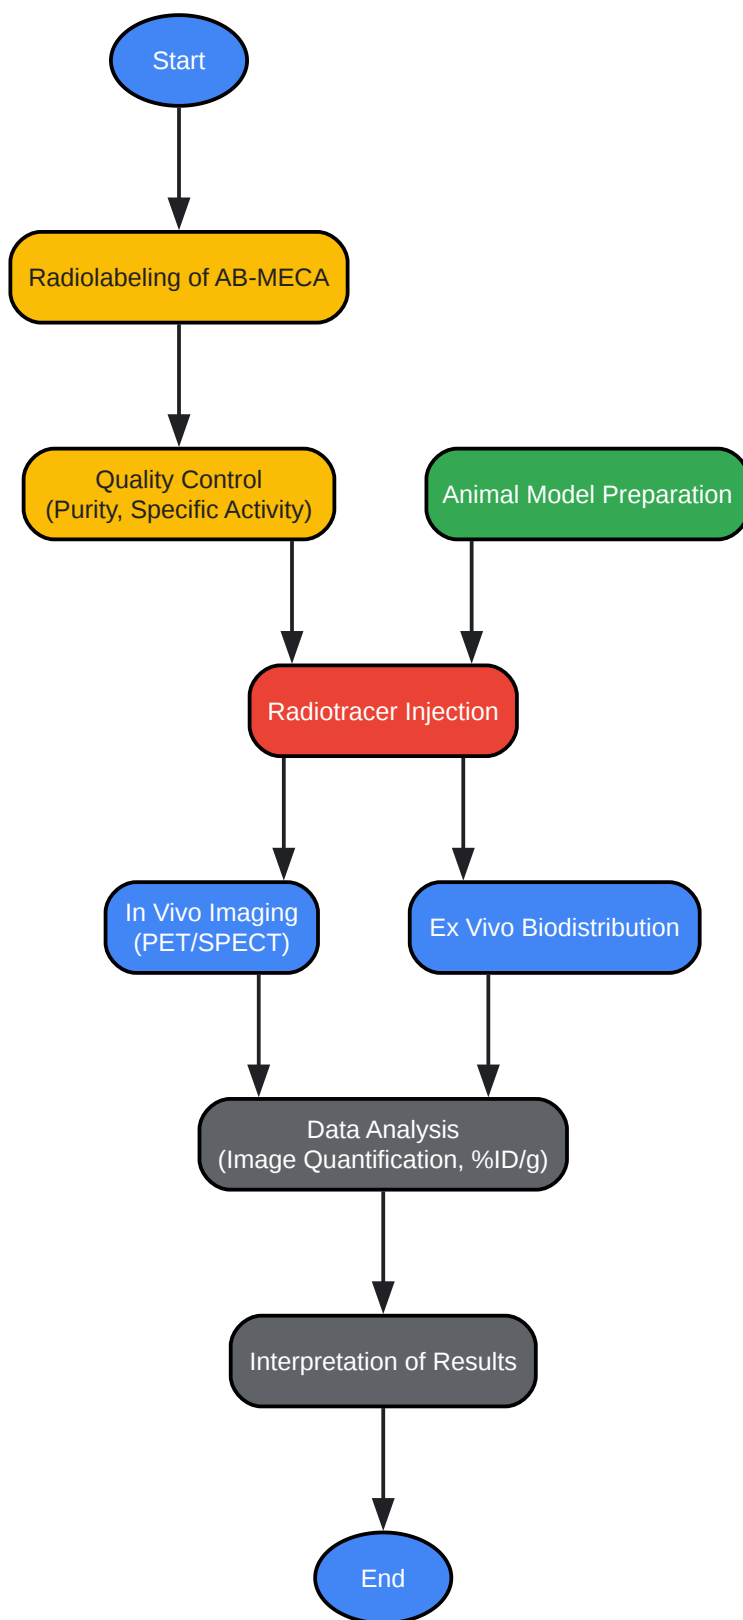 Start
Radiolabeling of AB-MECA
Quality Control
(Purity, Specific Activity)
Animal Model Preparation
Radiotracer Injection
In Vivo Imaging
(PET/SPECT)
Ex Vivo Biodistribution
Data Analysis
(Image Quantification, %ID/g)
Interpretation of Results
End